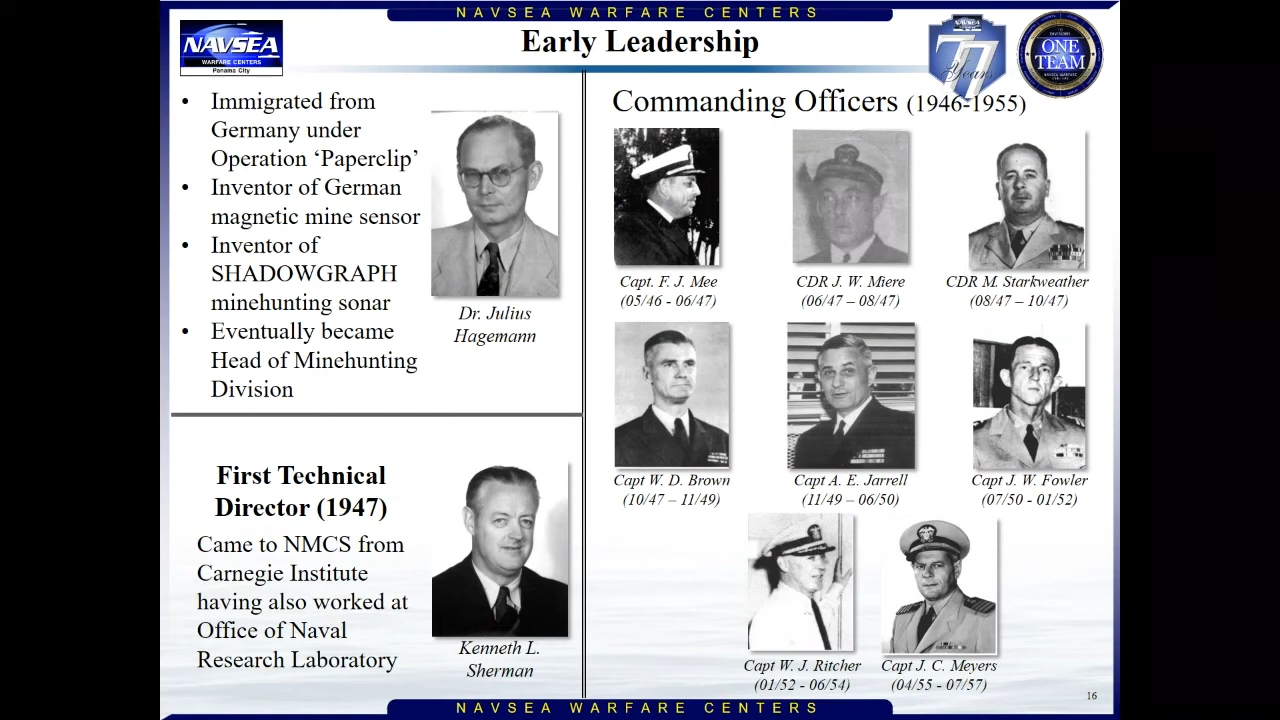 NAVSEA WARFARE CENTERS
NAVSEA
WARFARE CENTERS
Panama City
Early Leadership
NAVSEA
77
Years
ONE
TEAM
• Immigrated from
Germany under
Operation ‘Paperclip’
• Inventor of German
magnetic mine sensor
• Inventor of
SHADOWGRAPH
minehunting sonar
• Eventually became
Head of Minehunting
Division
Dr. Julius
Hagemann
First Technical
Director (1947)
Came to NMCS from
Carnegie Institute
having also worked at
Office of Naval
Research Laboratory
Kenneth L.
Sherman
Commanding Officers (1946-1955)
Capt. F. J. Mee
(05/46 - 06/47)
CDR J. W. Miere
(06/47 – 08/47)
CDR M. Starkweather
(08/47 – 10/47)
Capt W. D. Brown
(10/47 – 11/49)
Capt A. E. Jarrell
(11/49 – 06/50)
Capt J. W. Fowler
(07/50 - 01/52)
Capt W. J. Ritcher
(01/52 - 06/54)
Capt J. C. Meyers
(04/55 - 07/57)
16
NAVSEA WARFARE CENTERS